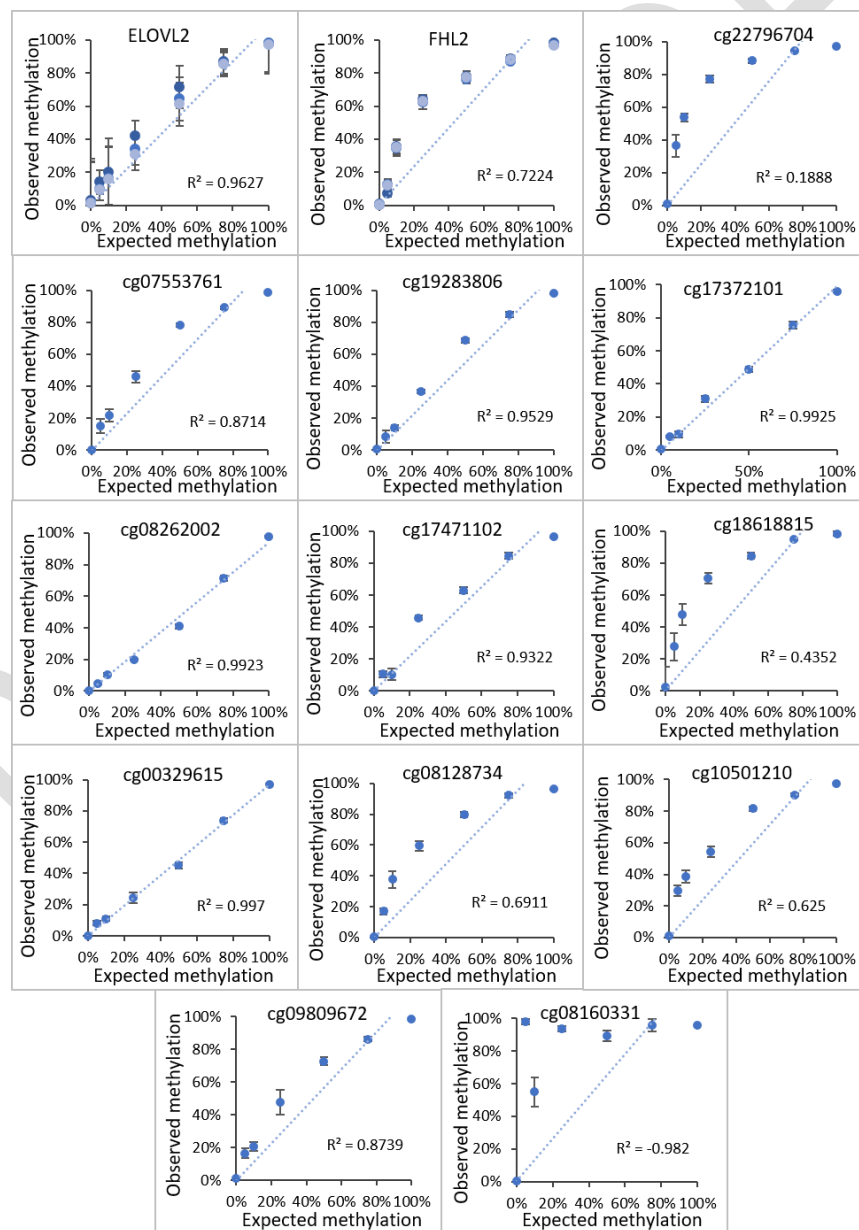 ELOVL2
Observed methylation
100%
80%
60%
40%
20%
0%
R² = 0.9627
0% 20% 40% 60% 80% 100%
Expected methylation
FHL2
Observed methylation
100%
80%
60%
40%
20%
0%
R² = 0.7224
0% 20% 40% 60% 80% 100%
Expected methylation
cg22796704
Observed methylation
100%
80%
60%
40%
20%
0%
R² = 0.1888
0% 20% 40% 60% 80% 100%
Expected methylation
cg07553761
Observed methylation
100%
80%
60%
40%
20%
0%
R² = 0.8714
0% 20% 40% 60% 80% 100%
Expected methylation
cg19283806
Observed methylation
100%
80%
60%
40%
20%
0%
R² = 0.9529
0% 20% 40% 60% 80% 100%
Expected methylation
cg17372101
Observed methylation
100%
80%
60%
40%
20%
0%
R² = 0.9925
0% 50% 100%
Expected methylation
cg08262002
Observed methylation
100%
80%
60%
40%
20%
0%
R² = 0.9923
0% 20% 40% 60% 80% 100%
Expected methylation
cg17471102
Observed methylation
100%
80%
60%
40%
20%
0%
R² = 0.9322
0% 20% 40% 60% 80% 100%
Expected methylation
cg18618815
Observed methylation
100%
80%
60%
40%
20%
0%
R² = 0.4352
0% 20% 40% 60% 80% 100%
Expected methylation
cg00329615
Observed methylation
100%
80%
60%
40%
20%
0%
R² = 0.997
0% 20% 40% 60% 80% 100%
Expected methylation
cg08128734
Observed methylation
100%
80%
60%
40%
20%
0%
R² = 0.6911
0% 20% 40% 60% 80% 100%
Expected methylation
cg10501210
Observed methylation
100%
80%
60%
40%
20%
0%
R² = 0.625
0% 20% 40% 60% 80% 100%
Expected methylation
cg09809672
Observed methylation
100%
80%
60%
40%
20%
0%
R² = 0.8739
0% 20% 40% 60% 80% 100%
Expected methylation
cg08160331
Observed methylation
100%
80%
60%
40%
20%
0%
R² = -0.982
0% 20% 40% 60% 80% 100%
Expected methylation